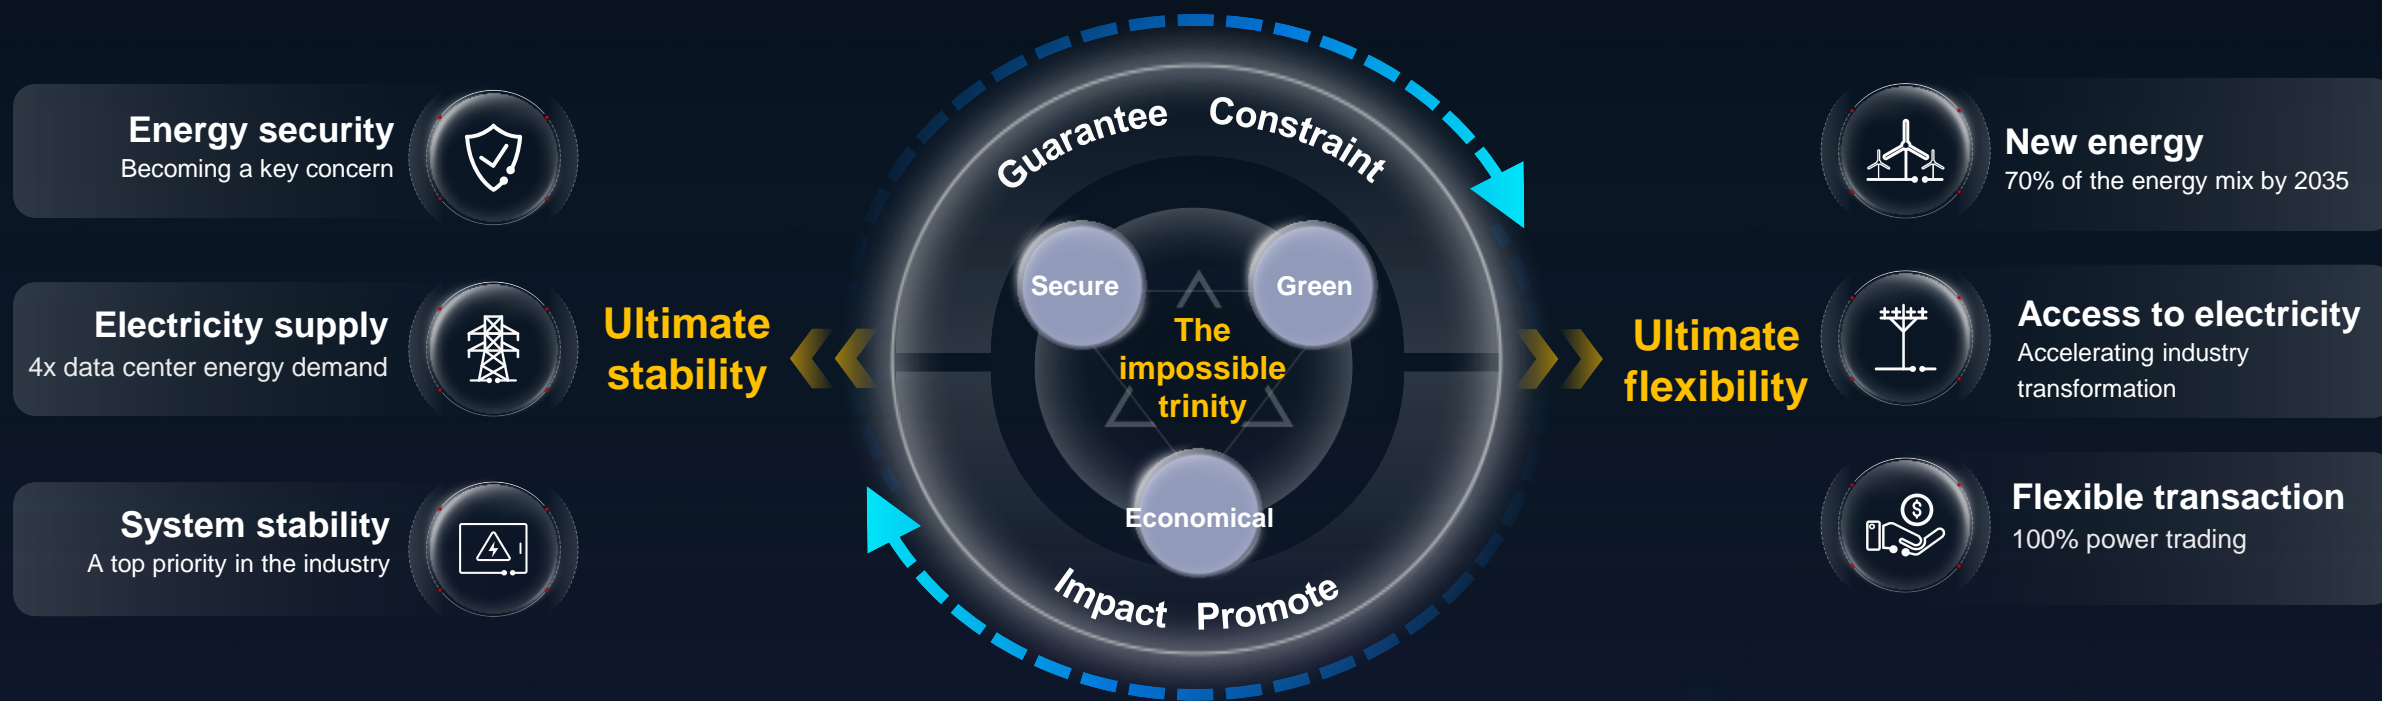 Energy security
Becoming a key concern
Electricity supply
4x data center energy demand
System stability
A top priority in the industry
Ultimate
stability
Guarantee Constraint
Secure
Green
The
impossible
trinity
Economical
Impact Promote
Ultimate
flexibility
New energy
70% of the energy mix by 2035
Access to electricity
Accelerating industry
transformation
Flexible transaction
100% power trading